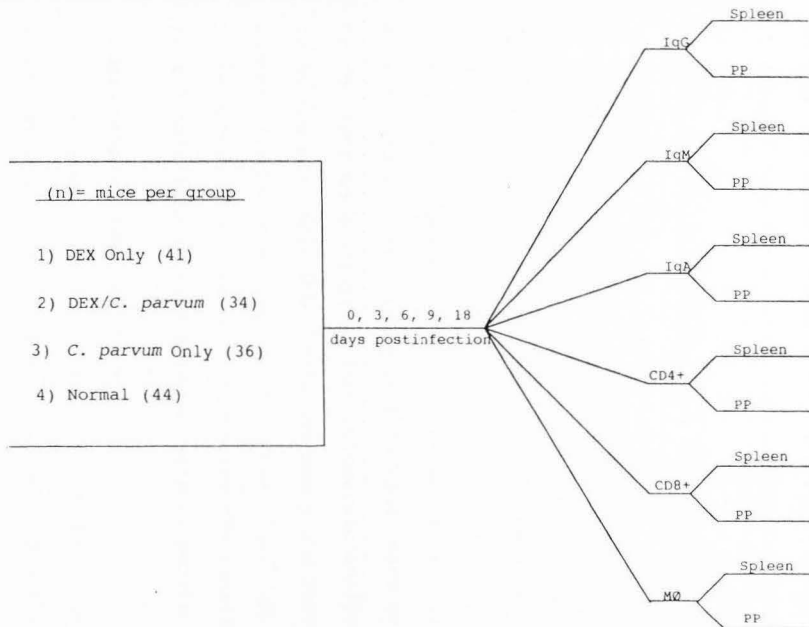 (n)= mice per group
1) DEX Only (41)
2) DEX/C. parvum (34)
3) C. parvum Only (36)
4) Normal (44)
0, 3, 6, 9, 18
days postinfection
IgG
Spleen
PP
IgM
Spleen
PP
IgA
Spleen
PP
CD4+
Spleen
PP
CD8+
Spleen
PP
MØ
Spleen
PP